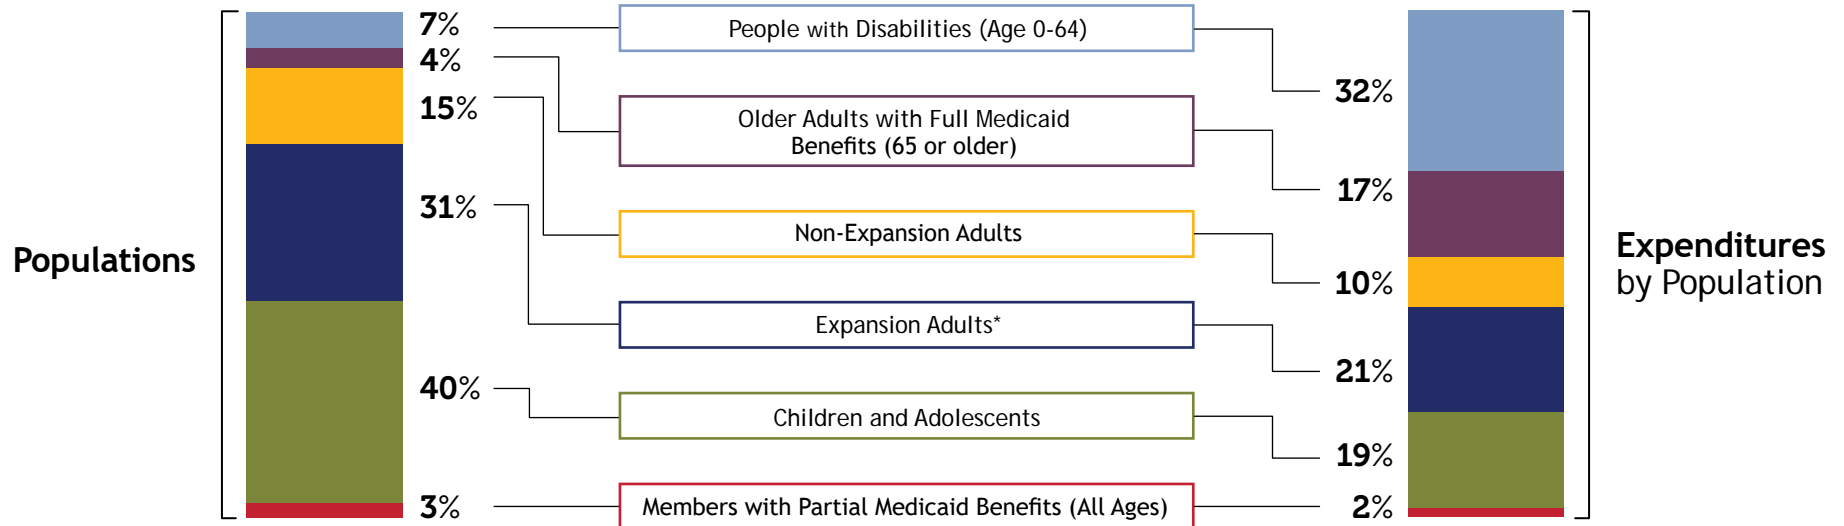 Populations
7%
4%
15%
31%
40%
3%
People with Disabilities (Age 0-64)
Older Adults with Full Medicaid
Benefits (65 or older)
Non-Expansion Adults
Expansion Adults*
Children and Adolescents
Members with Partial Medicaid Benefits (All Ages)
32%
17%
10%
21%
19%
2%
Expenditures
by Population